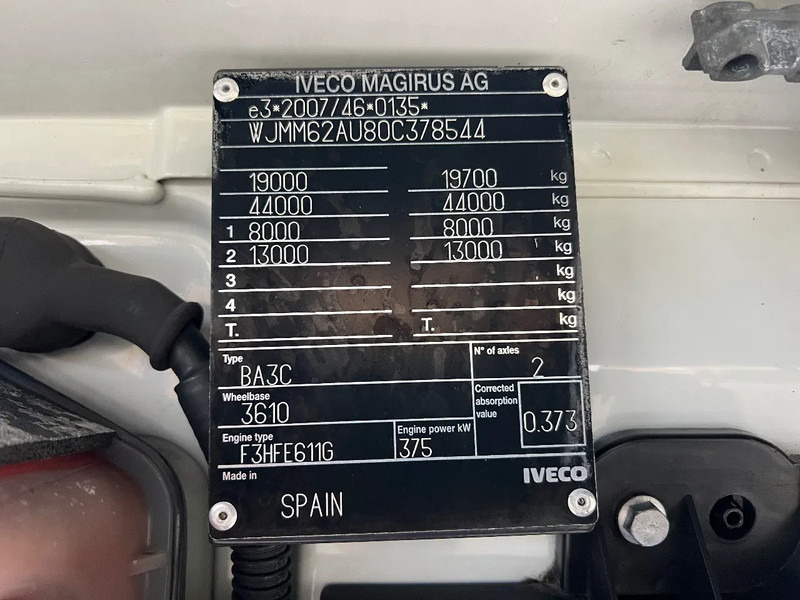 IVECO MAGIRUS AG
e3*2007/46*0135*
WJMM62AU80C378544
19000 19700 kg
44000 44000 kg
1 8000 8000 kg
2 13000 13000 kg
3 kg
4 kg
T. T. kg
Type N° of axles
BA3C 2
Wheelbase Corrected absorption value
3610 0.373
Engine type Engine power kW
F3HFE611G 375
Made in IVECO
SPAIN